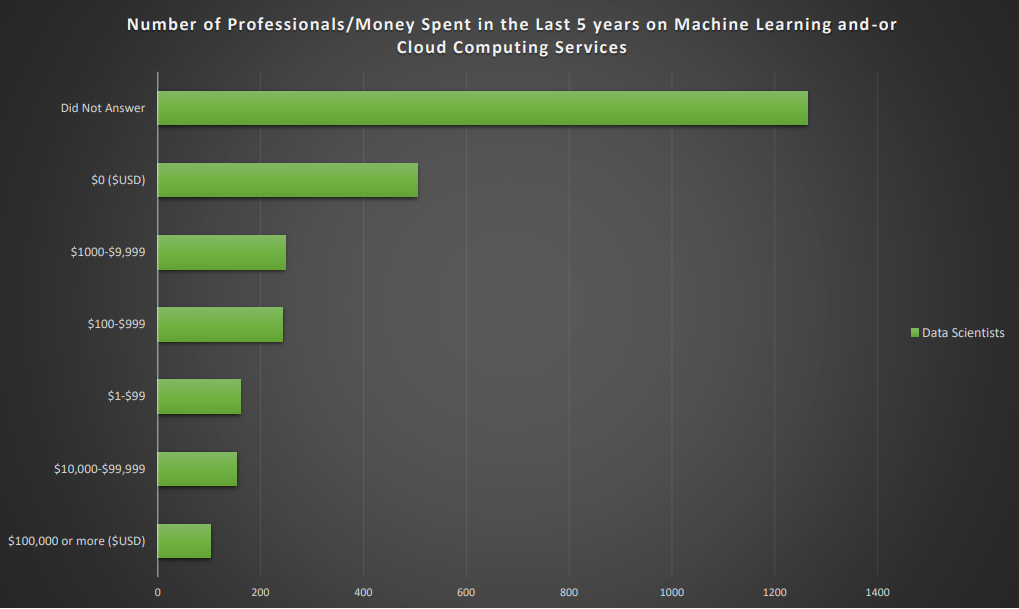 Number of Professionals/Money Spent in the Last 5 years on Machine Learning and-or
Cloud Computing Services
Did Not Answer
$0 ($USD)
$1000-$9,999
$100-$999
$1-$99
$10,000-$99,999
$100,000 or more ($USD)
0 200 400 600 800 1000 1200 1400
Data Scientists